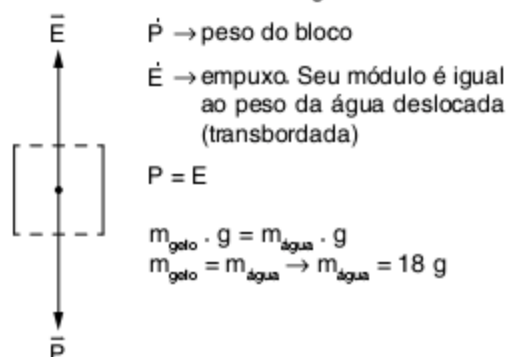 E̅
Ṗ → peso do bloco
Ė → empuxo. Seu módulo é igual
ao peso da água deslocada
(transbordada)
P = E
m_gelo . g = m_água . g
m_gelo = m_água → m_água = 18 g
P̅